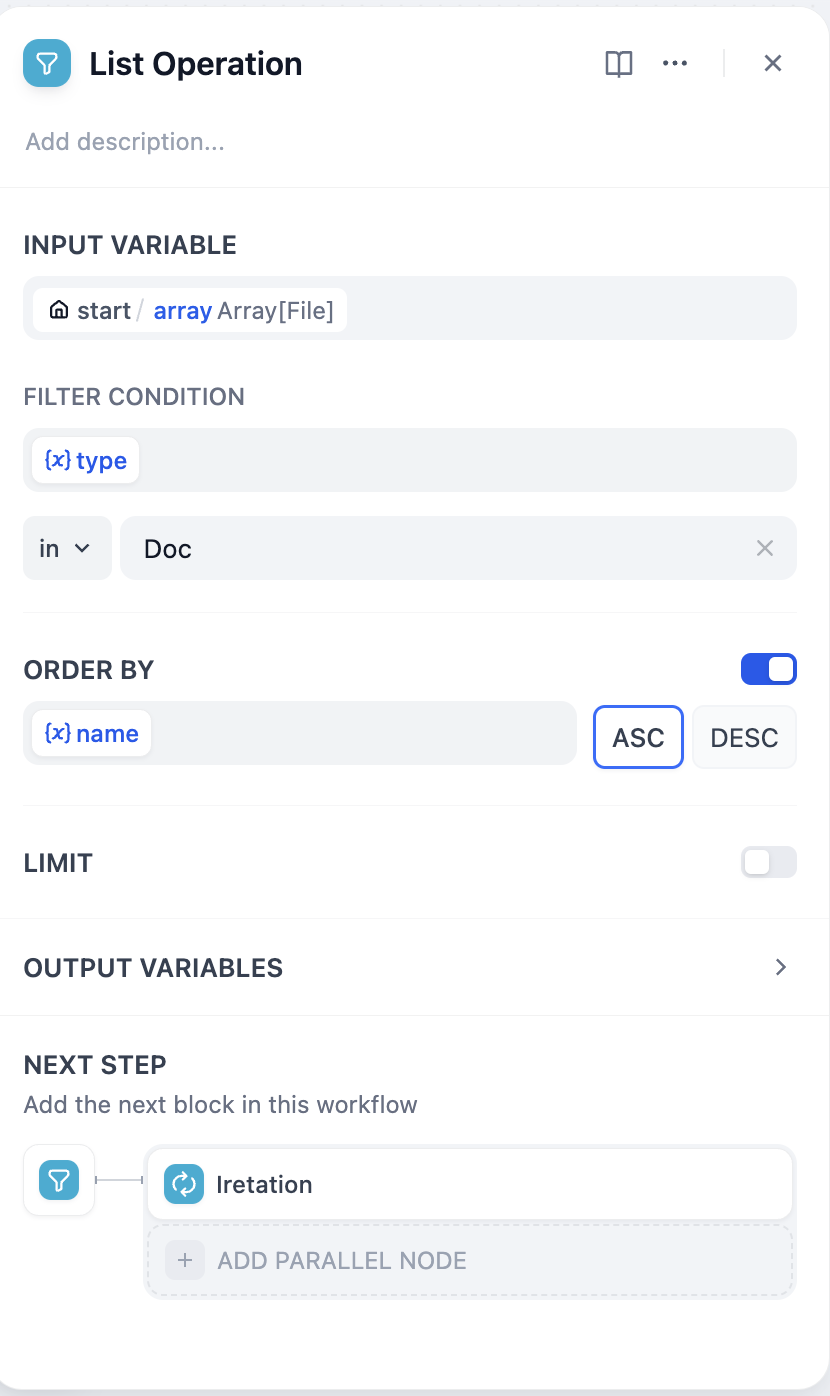 List Operation
Add description...
INPUT VARIABLE
start / array Array[File]
FILTER CONDITION
{x} type
in Doc
ORDER BY
{x} name ASC DESC
LIMIT
OUTPUT VARIABLES
NEXT STEP
Add the next block in this workflow
Iretation
+ ADD PARALLEL NODE